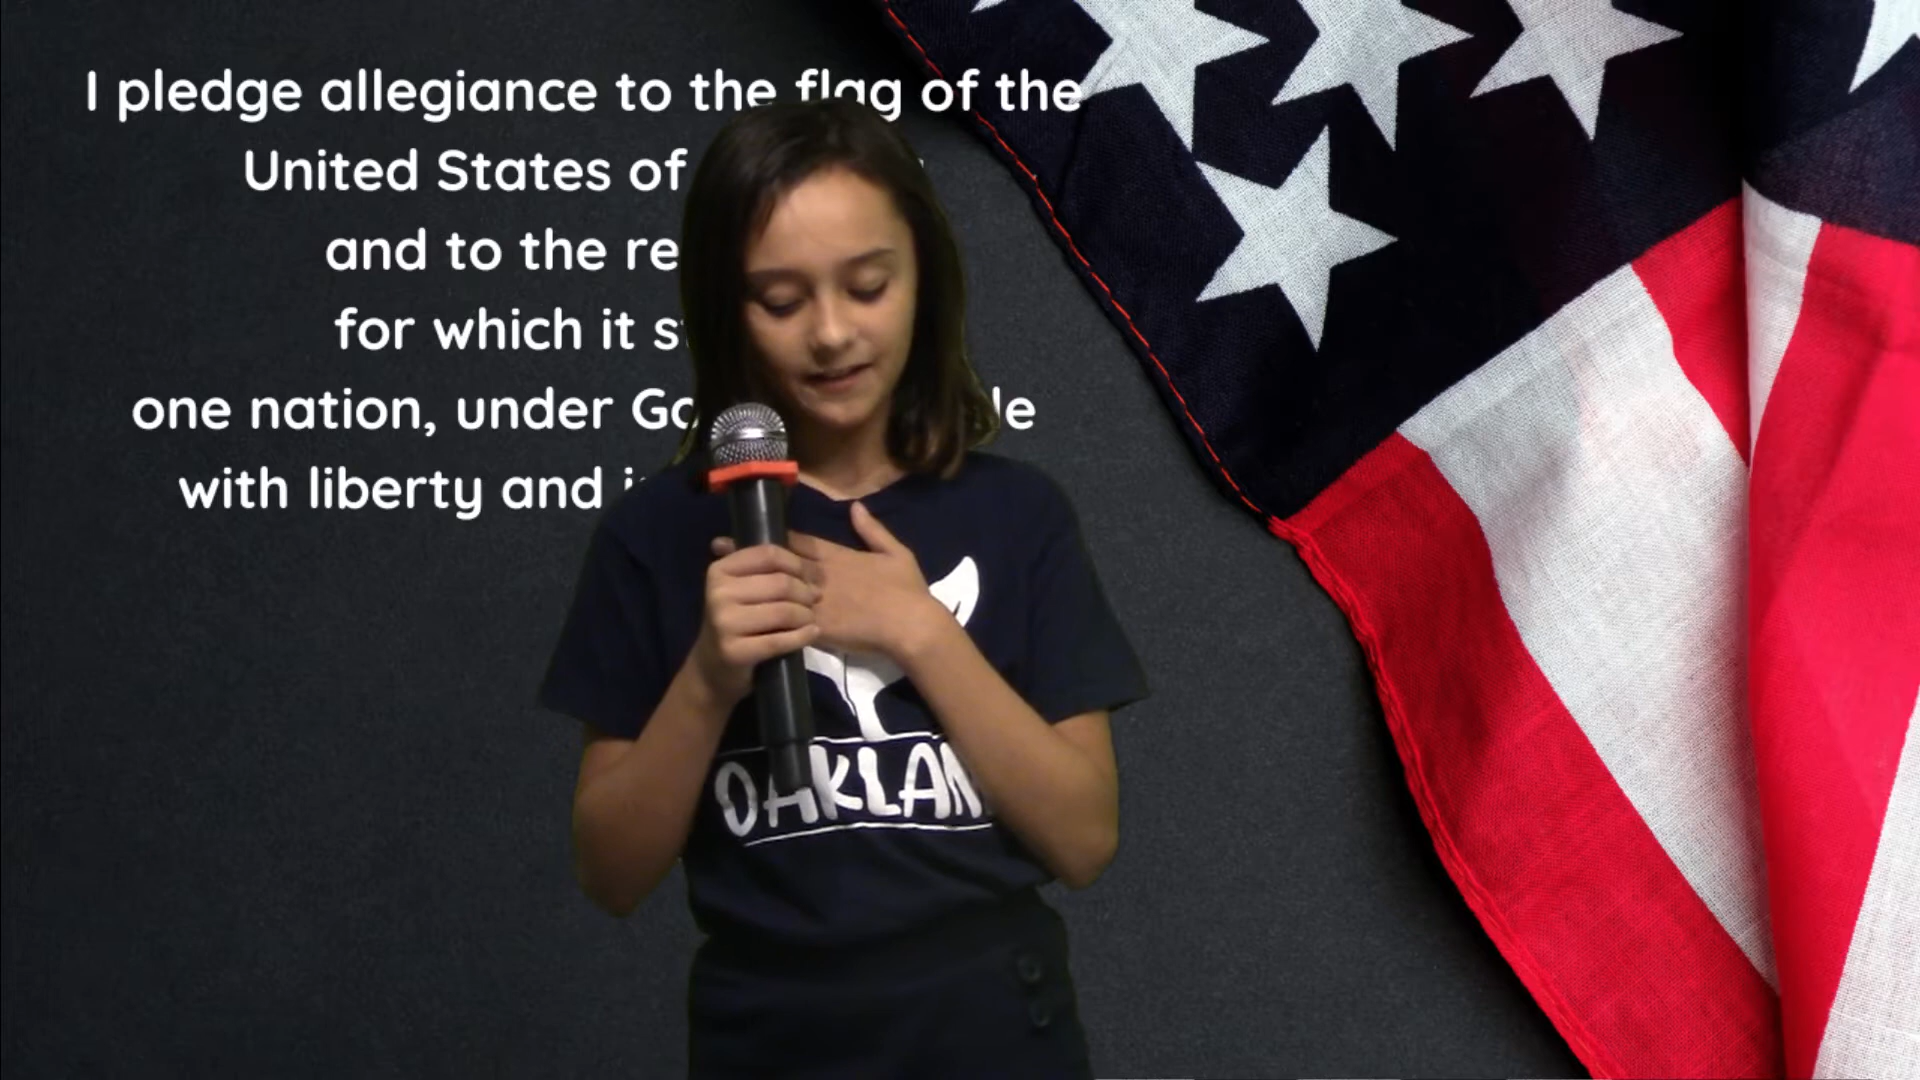 I pledge allegiance to the flag of the
United States of
and to the re
for which it s
one nation, under Go le
with liberty and
OAKLAN